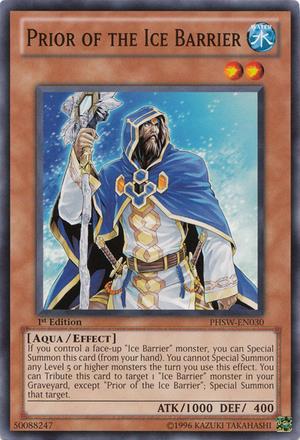 PRIOR OF THE ICE BARRIER
WATER
水
1st Edition
PHSW-EN030
[AQUA / EFFECT]
If you control a face-up "Ice Barrier" monster, you can Special
Summon this card (from your hand). You cannot Special Summon
any Level 5 or higher monsters the turn you use this effect. You
can Tribute this card to target 1 "Ice Barrier" monster in your
Graveyard, except "Prior of the Ice Barrier"; Special Summon
that target.
ATK/1000 DEF/ 400
50088247
©1996 KAZUKI TAKAHASHI